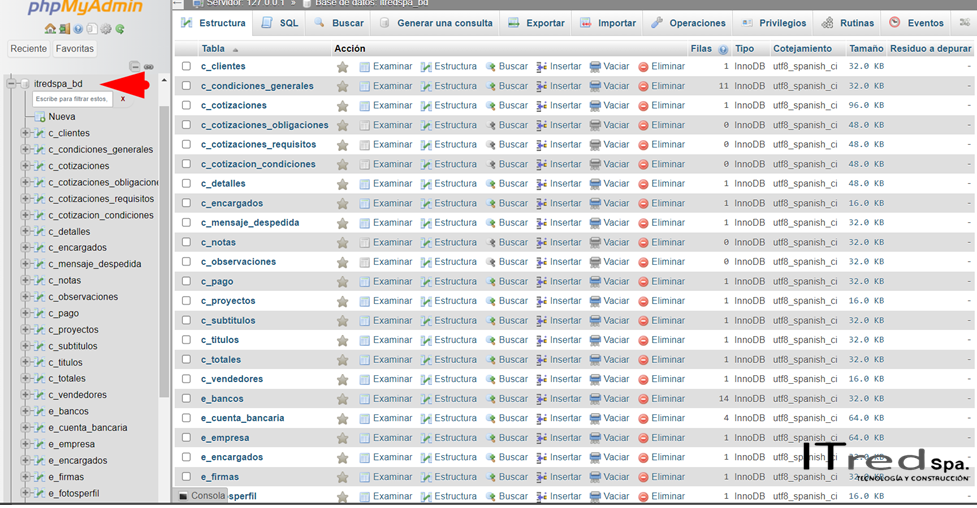 phpMyAdmin
Reciente Favoritas
itredspa_bd
Escribe para filtrar estos, X
Nueva
c_clientes
c_condiciones_generales
c_cotizaciones
c_cotizaciones_obligacione
c_cotizaciones_requisitos
c_cotizacion_condiciones
c_detalles
c_encargados
c_mensaje_despedida
c_notas
c_observaciones
c_pago
c_proyectos
c_subtitulos
c_titulos
c_totales
c_vendedores
e_bancos
e_cuenta_bancaria
e_empresa
e_encargados
e_firmas
e_fotosperfil
Servidor: 127.0.0.1 » Base de datos: itredspa_bd
Estructura SQL Buscar Generar una consulta Exportar Importar Operaciones Privilegios Rutinas Eventos
Tabla Acción Filas Tipo Cotejamiento Tamaño Residuo a depurar
c_clientes Examinar Estructura Buscar Insertar Vaciar Eliminar 1 InnoDB utf8_spanish_ci 32.0 KB -
c_condiciones_generales Examinar Estructura Buscar Insertar Vaciar Eliminar 11 InnoDB utf8_spanish_ci 32.0 KB -
c_cotizaciones Examinar Estructura Buscar Insertar Vaciar Eliminar 1 InnoDB utf8_spanish_ci 96.0 KB -
c_cotizaciones_obligaciones Examinar Estructura Buscar Insertar Vaciar Eliminar 0 InnoDB utf8_spanish_ci 48.0 KB -
c_cotizaciones_requisitos Examinar Estructura Buscar Insertar Vaciar Eliminar 0 InnoDB utf8_spanish_ci 48.0 KB -
c_cotizacion_condiciones Examinar Estructura Buscar Insertar Vaciar Eliminar 0 InnoDB utf8_spanish_ci 48.0 KB -
c_detalles Examinar Estructura Buscar Insertar Vaciar Eliminar 1 InnoDB utf8_spanish_ci 48.0 KB -
c_encargados Examinar Estructura Buscar Insertar Vaciar Eliminar 1 InnoDB utf8_spanish_ci 16.0 KB -
c_mensaje_despedida Examinar Estructura Buscar Insertar Vaciar Eliminar 1 InnoDB utf8_spanish_ci 32.0 KB -
c_notas Examinar Estructura Buscar Insertar Vaciar Eliminar 0 InnoDB utf8_spanish_ci 32.0 KB -
c_observaciones Examinar Estructura Buscar Insertar Vaciar Eliminar 0 InnoDB utf8_spanish_ci 32.0 KB -
c_pago Examinar Estructura Buscar Insertar Vaciar Eliminar 1 InnoDB utf8_spanish_ci 32.0 KB -
c_proyectos Examinar Estructura Buscar Insertar Vaciar Eliminar 1 InnoDB utf8_spanish_ci 16.0 KB -
c_subtitulos Examinar Estructura Buscar Insertar Vaciar Eliminar 1 InnoDB utf8_spanish_ci 32.0 KB -
c_titulos Examinar Estructura Buscar Insertar Vaciar Eliminar 1 InnoDB utf8_spanish_ci 32.0 KB -
c_totales Examinar Estructura Buscar Insertar Vaciar Eliminar 1 InnoDB utf8_spanish_ci 32.0 KB -
c_vendedores Examinar Estructura Buscar Insertar Vaciar Eliminar 1 InnoDB utf8_spanish_ci 16.0 KB -
e_bancos Examinar Estructura Buscar Insertar Vaciar Eliminar 14 InnoDB utf8_spanish_ci 16.0 KB -
e_cuenta_bancaria Examinar Estructura Buscar Insertar Vaciar Eliminar 4 InnoDB utf8_spanish_ci 64.0 KB -
e_empresa Examinar Estructura Buscar Insertar Vaciar Eliminar 1 InnoDB utf8_spanish_ci 64.0 KB -
e_encargados Examinar Estructura Buscar Insertar Vaciar Eliminar 1 InnoDB utf8_spanish_ci
e_firmas Examinar Estructura Buscar Insertar Vaciar Eliminar 1 InnoDB utf8_spanish_ci
sperfil Examinar Estructura Buscar Insertar Vaciar Eliminar 1 InnoDB utf8_spanish_ci 16.0 KB -
Consola
ITred Spa.
TECNOLOGÍA Y CONSTRUCCIÓN